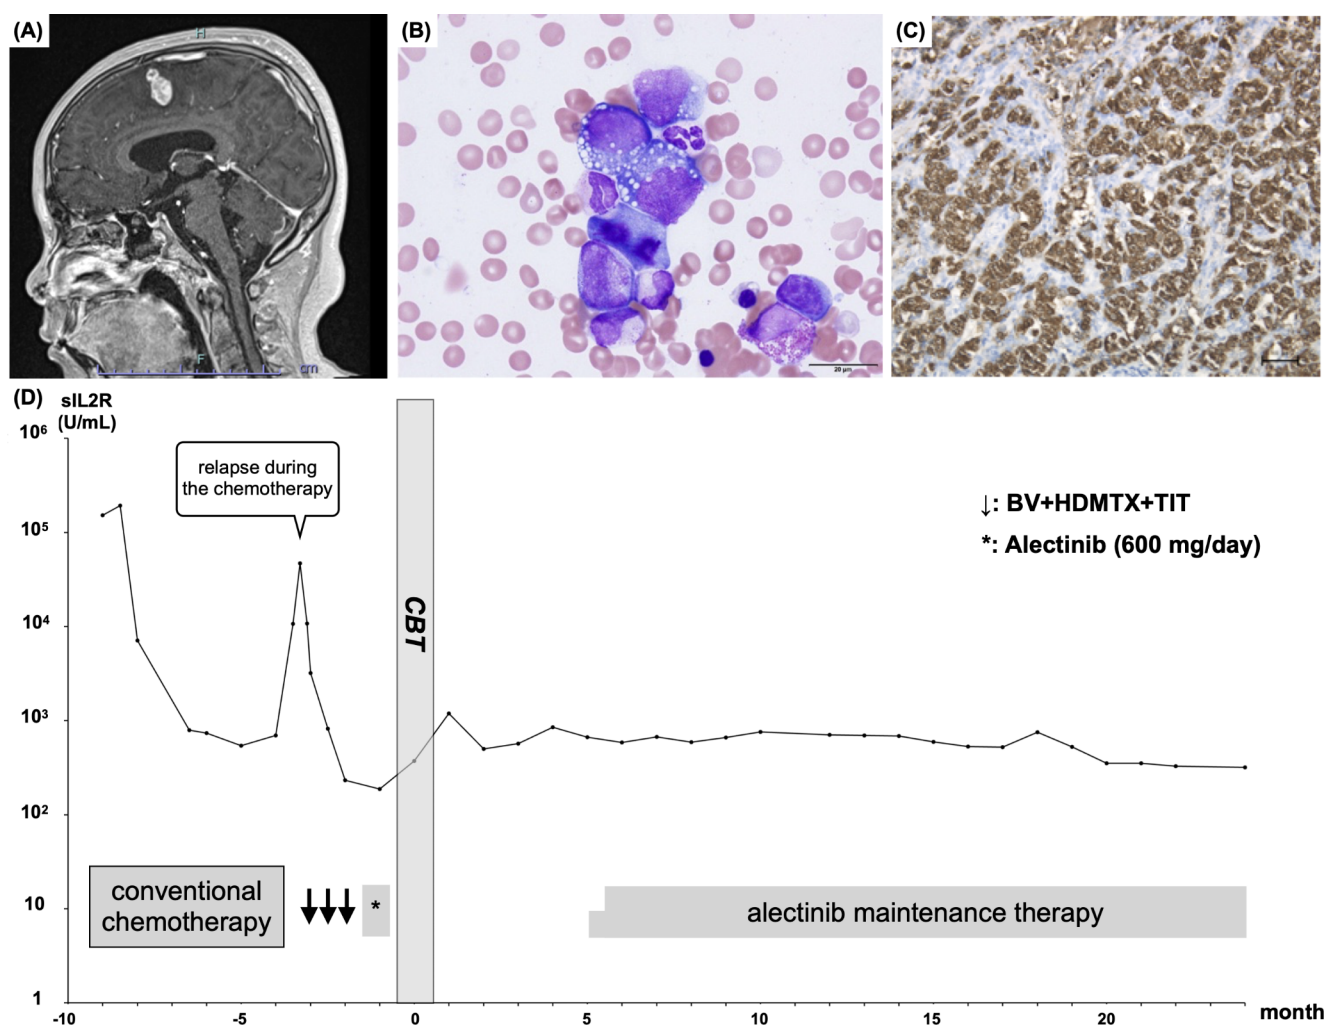 (A)
H
F
cm
(B)
20 μm
(C)
(D)
sIL2R
(U/mL)
10⁶
10⁵
10⁴
10³
10²
10
1
relapse during
the chemotherapy
CBT
↓: BV+HDMTX+TIT
*: Alectinib (600 mg/day)
conventional
chemotherapy
*
alectinib maintenance therapy
-10
-5
0
5
10
15
20
month